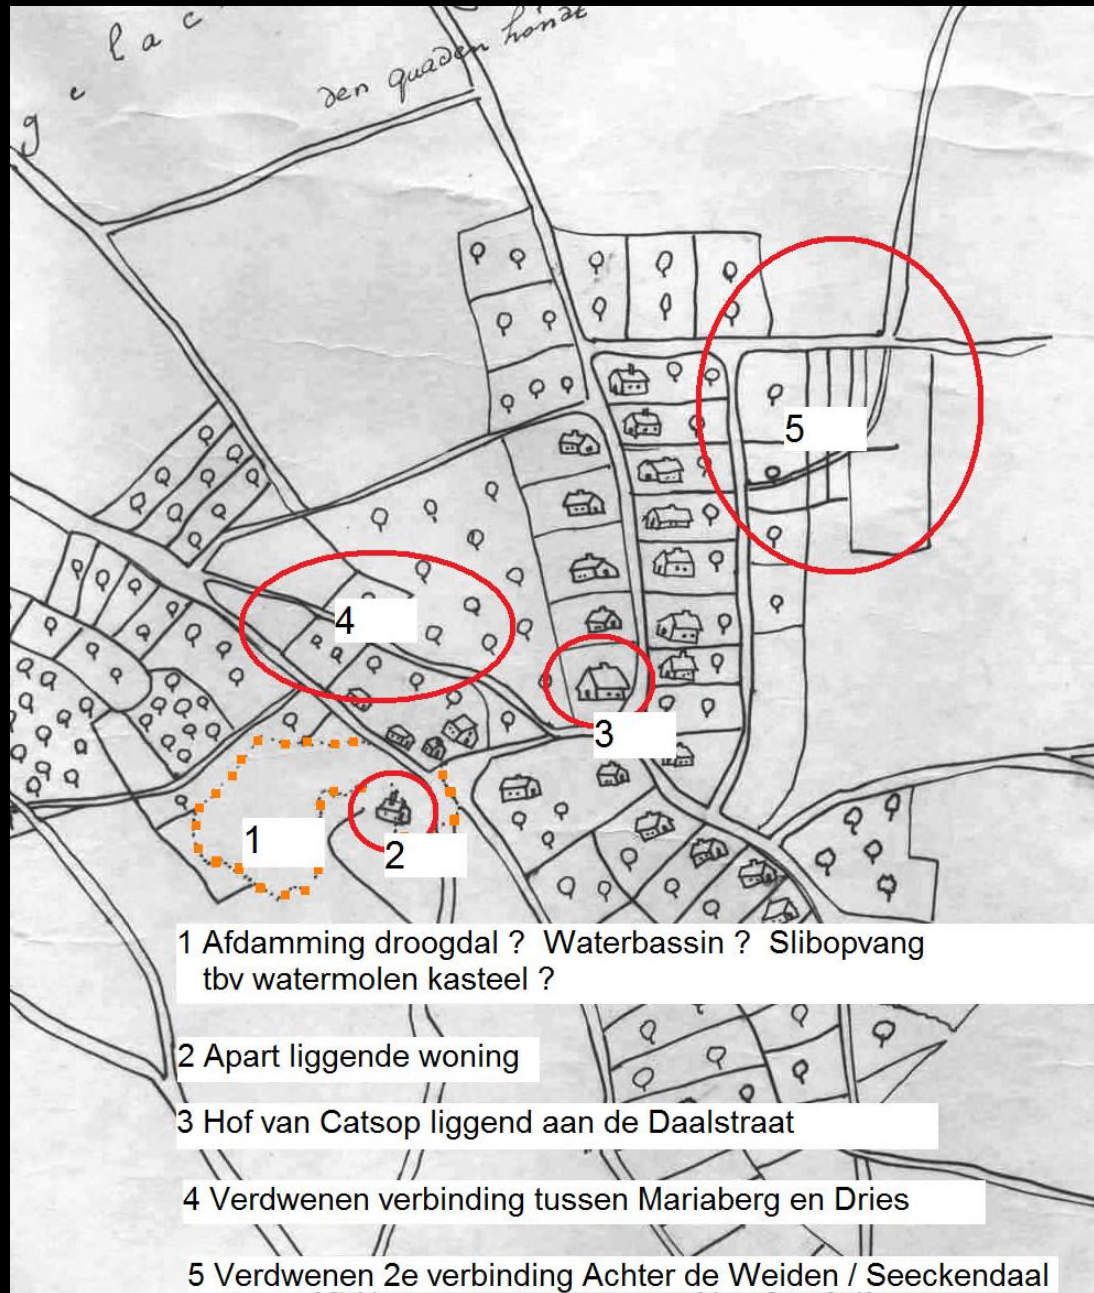 g e l a c
den quaden hondt
5
4
3
1
2
1 Afdamming droogdal ? Waterbassin ? Slibopvang
tbv watermolen kasteel ?
2 Apart liggende woning
3 Hof van Catsop liggend aan de Daalstraat
4 Verdwenen verbinding tussen Mariaberg en Dries
5 Verdwenen 2e verbinding Achter de Weiden / Seeckendaal